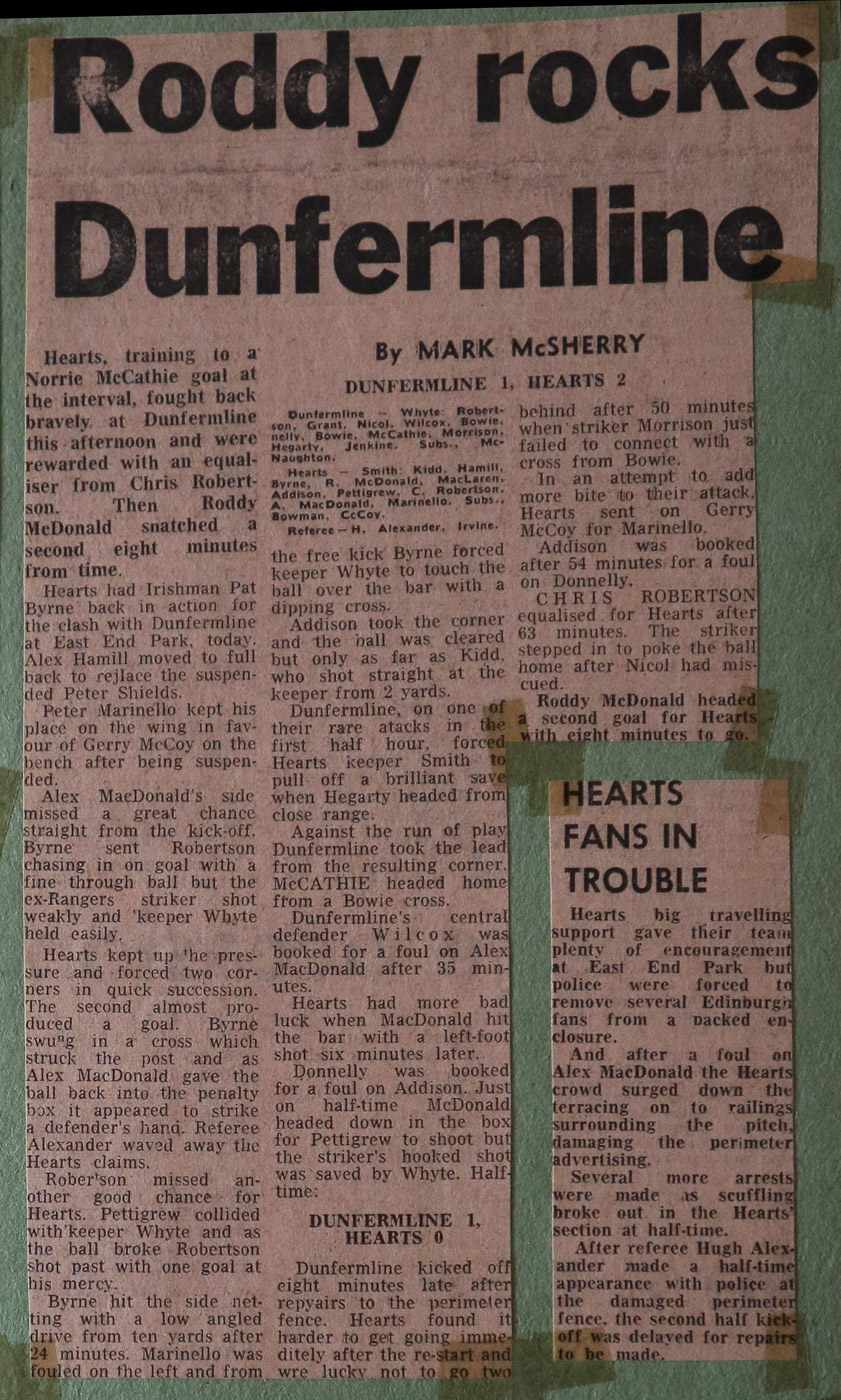 Roddy rocks
Dunfermline
By MARK McSHERRY
DUNFERMLINE 1, HEARTS 2
Hearts, training to a
Norrie McCathie goal at
the interval, fought back
bravely at Dunfermline
this afternoon and were
rewarded with an equal-
iser from Chris Robert-
son. Then Roddy
McDonald snatched a
second eight minutes
from time.
Hearts had Irishman Pat
Byrne back in action for
the clash with Dunfermline
at East End Park, today.
Alex Hamill moved to full
back to rejlace the suspen-
ded Peter Shields.
Peter Marinello kept his
place on the wing in fav-
our of Gerry McCoy on the
bench after being suspen-
ded.
Alex MacDonald's side
missed a great chance
straight from the kick-off.
Byrne sent Robertson
chasing in on goal with a
fine through ball but the
ex-Rangers striker shot
weakly and 'keeper Whyte
held easily.
Hearts kept up the pres-
sure and forced two cor-
ners in quick succession.
The second almost pro-
duced a goal. Byrne
swung in a cross which
struck the post and as
Alex MacDonald gave the
ball back into the penalty
box it appeared to strike
a defender's hand. Referee
Alexander waved away the
Hearts claims.
Robertson missed an-
other good chance for
Hearts. Pettigrew collided
with'keeper Whyte and as
the ball broke Robertson
shot past with one goal at
his mercy.
Byrne hit the side net-
ting with a low angled
drive from ten yards after
24 minutes. Marinello was
fouled on the left and from
Dunfermline — Whyte: Robert-
son, Grant, Nicol, Wilcox, Bowie,
nelly, Bowie, McCathie, Morrison,
Hegarty, Jenkine. Subs., Mc-
Naughton.
Hearts — Smith: Kidd, Hamill,
Byrne, R. McDonald, MacLaren,
Addison, Pettigrew, C. Robertson,
A. MacDonald, Marinello. Subs.,
Bowman, CcCoy.
Referee — H. Alexander, Irvine.
the free kick Byrne forced
keeper Whyte to touch the
ball over the bar with a
dipping cross.
Addison took the corner
and the ball was cleared
but only as far as Kidd,
who shot straight at the
keeper from 2 yards.
Dunfermline, on one of
their rare atacks in the
first half hour, forced
Hearts keeper Smith to
pull off a brilliant save
when Hegarty headed from
close range.
Against the run of play
Dunfermline took the lead
from the resulting corner.
McCATHIE headed home
from a Bowie cross.
Dunfermline's central
defender Wilcox was
booked for a foul on Alex
MacDonald after 35 min-
utes.
Hearts had more bad
luck when MacDonald hit
the bar with a left-foot
shot six minutes later.
Donnelly was booked
for a foul on Addison. Just
on half-time McDonald
headed down in the box
for Pettigrew to shoot but
the striker's hooked shot
was saved by Whyte. Half-
time:
DUNFERMLINE 1,
HEARTS 0
Dunfermline kicked off
eight minutes late after
repyairs to the perimeter
fence. Hearts found it
harder to get going imme-
ditely after the re-start and
wre lucky not to go two
behind after 50 minutes
when striker Morrison just
failed to connect with a
cross from Bowie.
In an attempt to add
more bite to their attack,
Hearts sent on Gerry
McCoy for Marinello.
Addison was booked
after 54 minutes for a foul
on Donnelly.
CHRIS ROBERTSON
equalised for Hearts after
63 minutes. The striker
stepped in to poke the ball
home after Nicol had mis-
cued.
Roddy McDonald headed
a second goal for Hearts
with eight minutes to go.
HEARTS
FANS IN
TROUBLE
Hearts big travelling
support gave their team
plenty of encouragement
at East End Park but
police were forced to
remove several Edinburgh
fans from a packed en-
closure.
And after a foul on
Alex MacDonald the Hearts
crowd surged down the
terracing on to railings
surrounding the pitch,
damaging the perimeter
advertising.
Several more arrests
were made as scuffling
broke out in the Hearts'
section at half-time.
After referee Hugh Alex-
ander made a half-time
appearance with police at
the damaged perimeter
fence, the second half kick-
off was delayed for repairs
to be made.